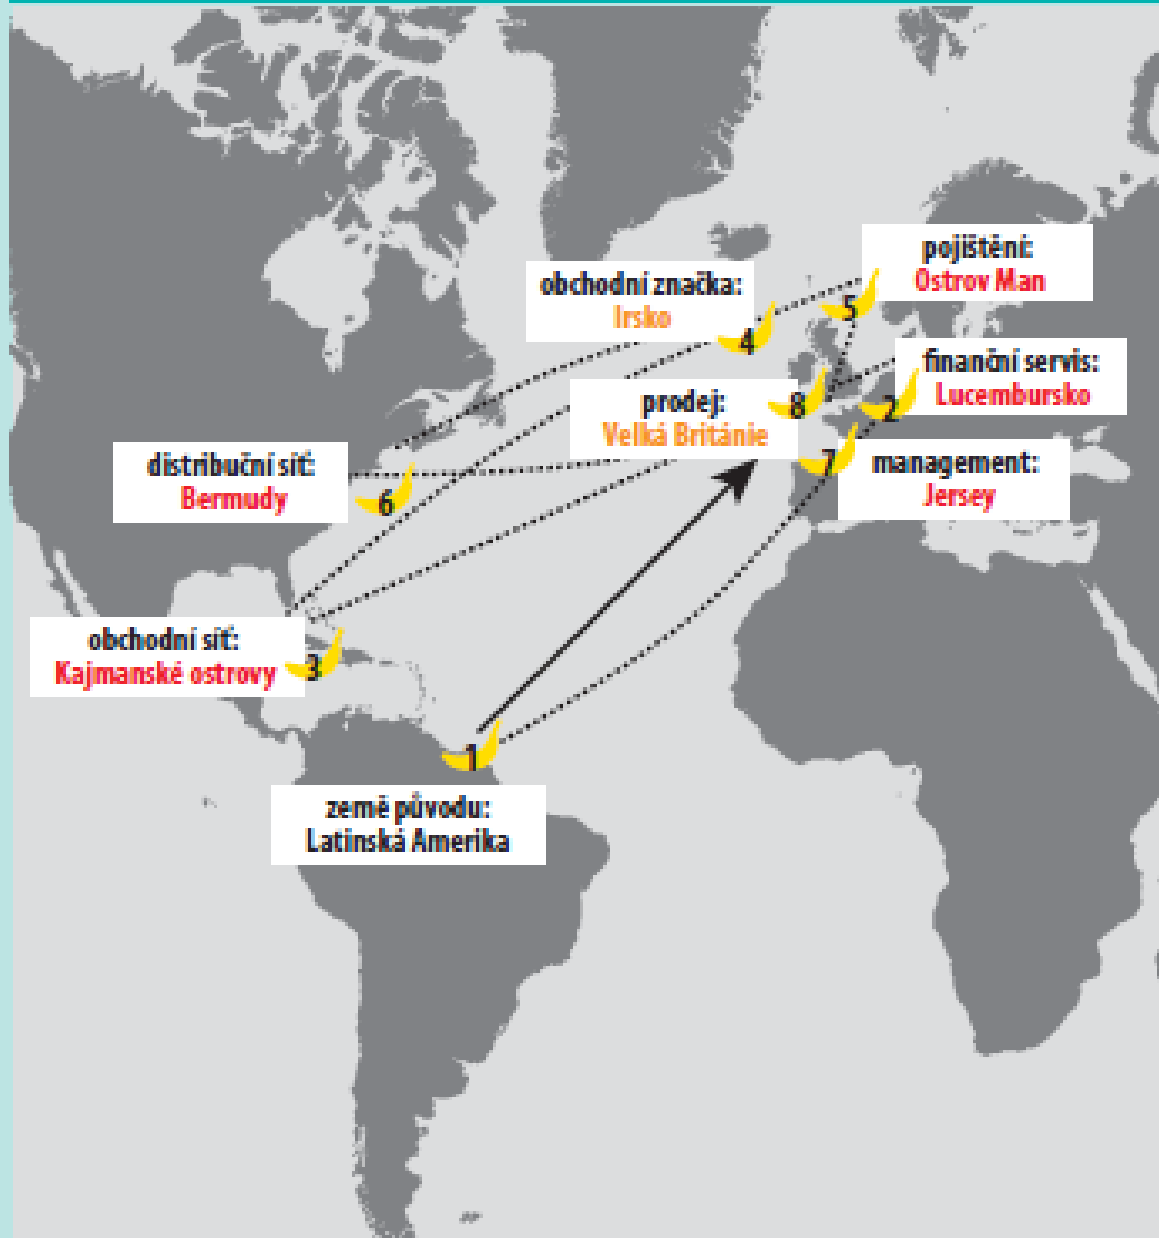 pojištění:
Ostrov Man
5
obchodní značka:
Irsko
4
finanční servis:
Lucembursko
2
prodej:
Velká Británie
8
distribuční síť:
Bermudy
6
management:
Jersey
7
obchodní síť:
Kajmanské ostrovy
3
1
země původu:
Latinská Amerika